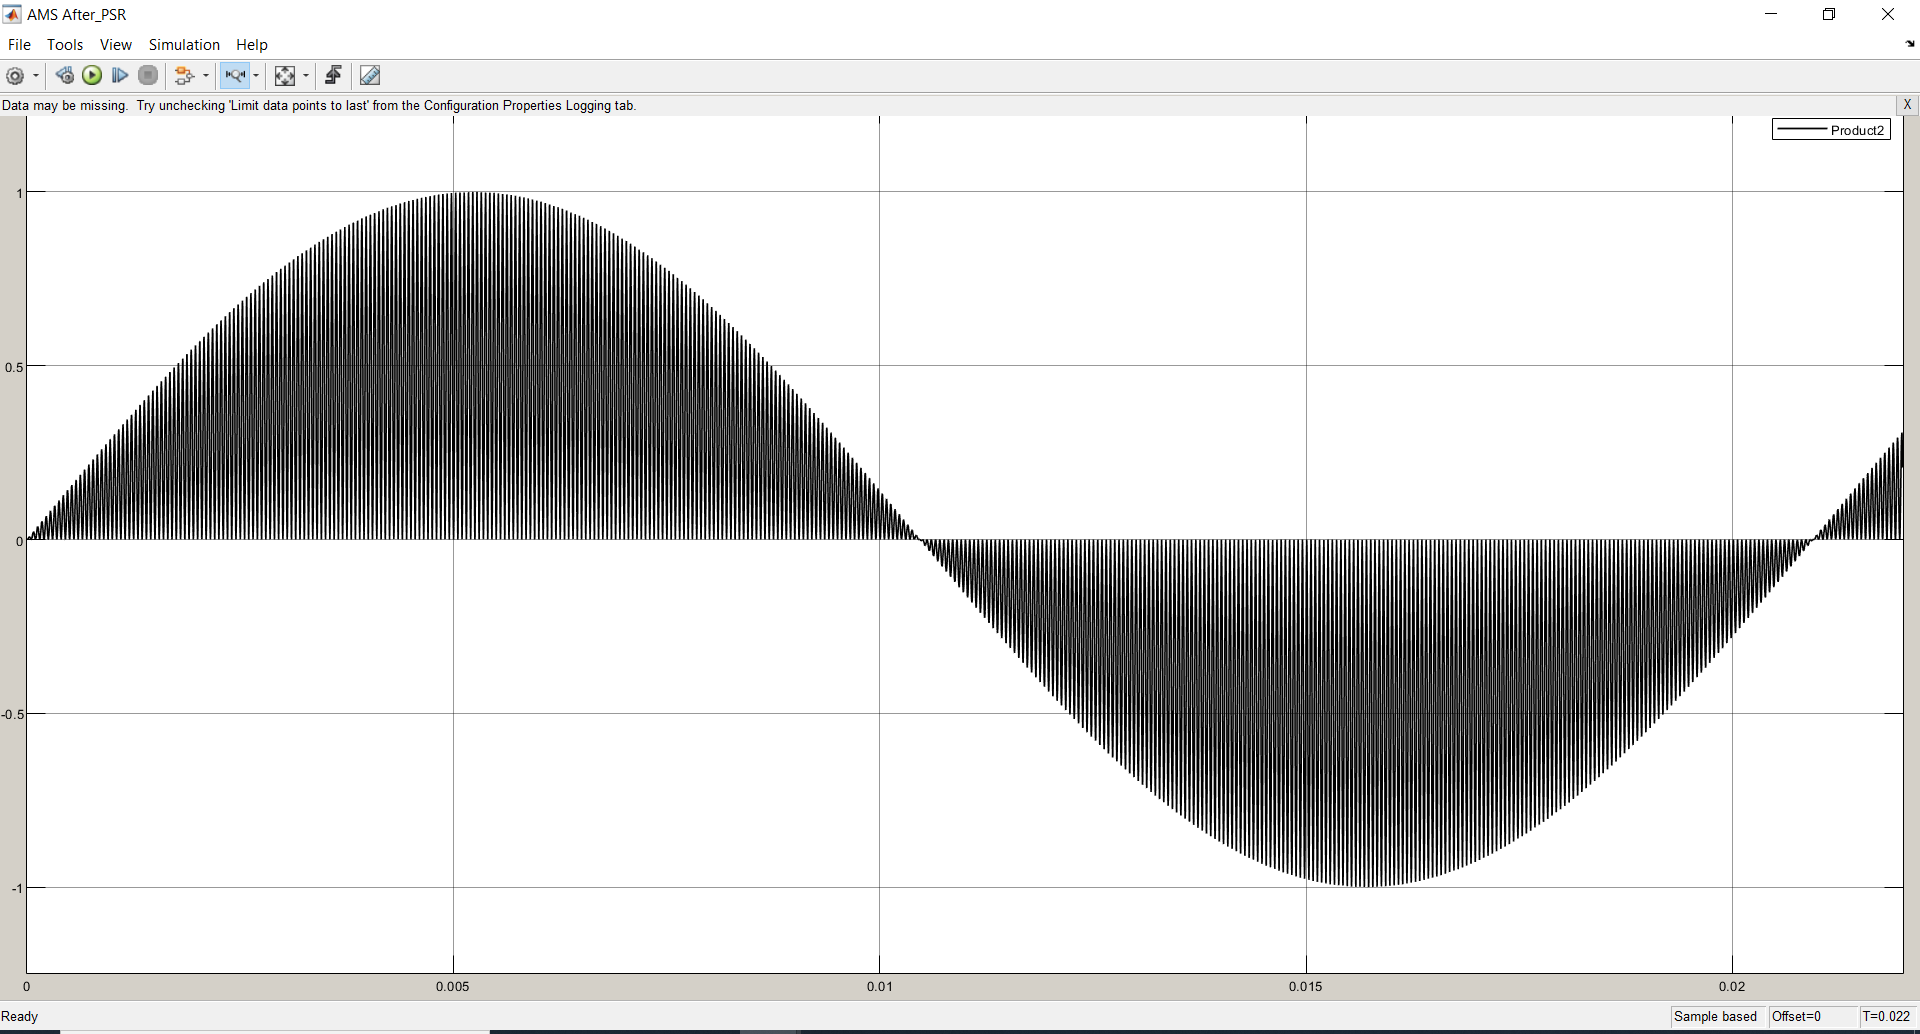 AMS After_PSR
File Tools View Simulation Help
Data may be missing. Try unchecking 'Limit data points to last' from the Configuration Properties Logging tab.
X
Product2
1
0.5
0
-0.5
-1
0 0.005 0.01 0.015 0.02
Ready Sample based Offset=0 T=0.022